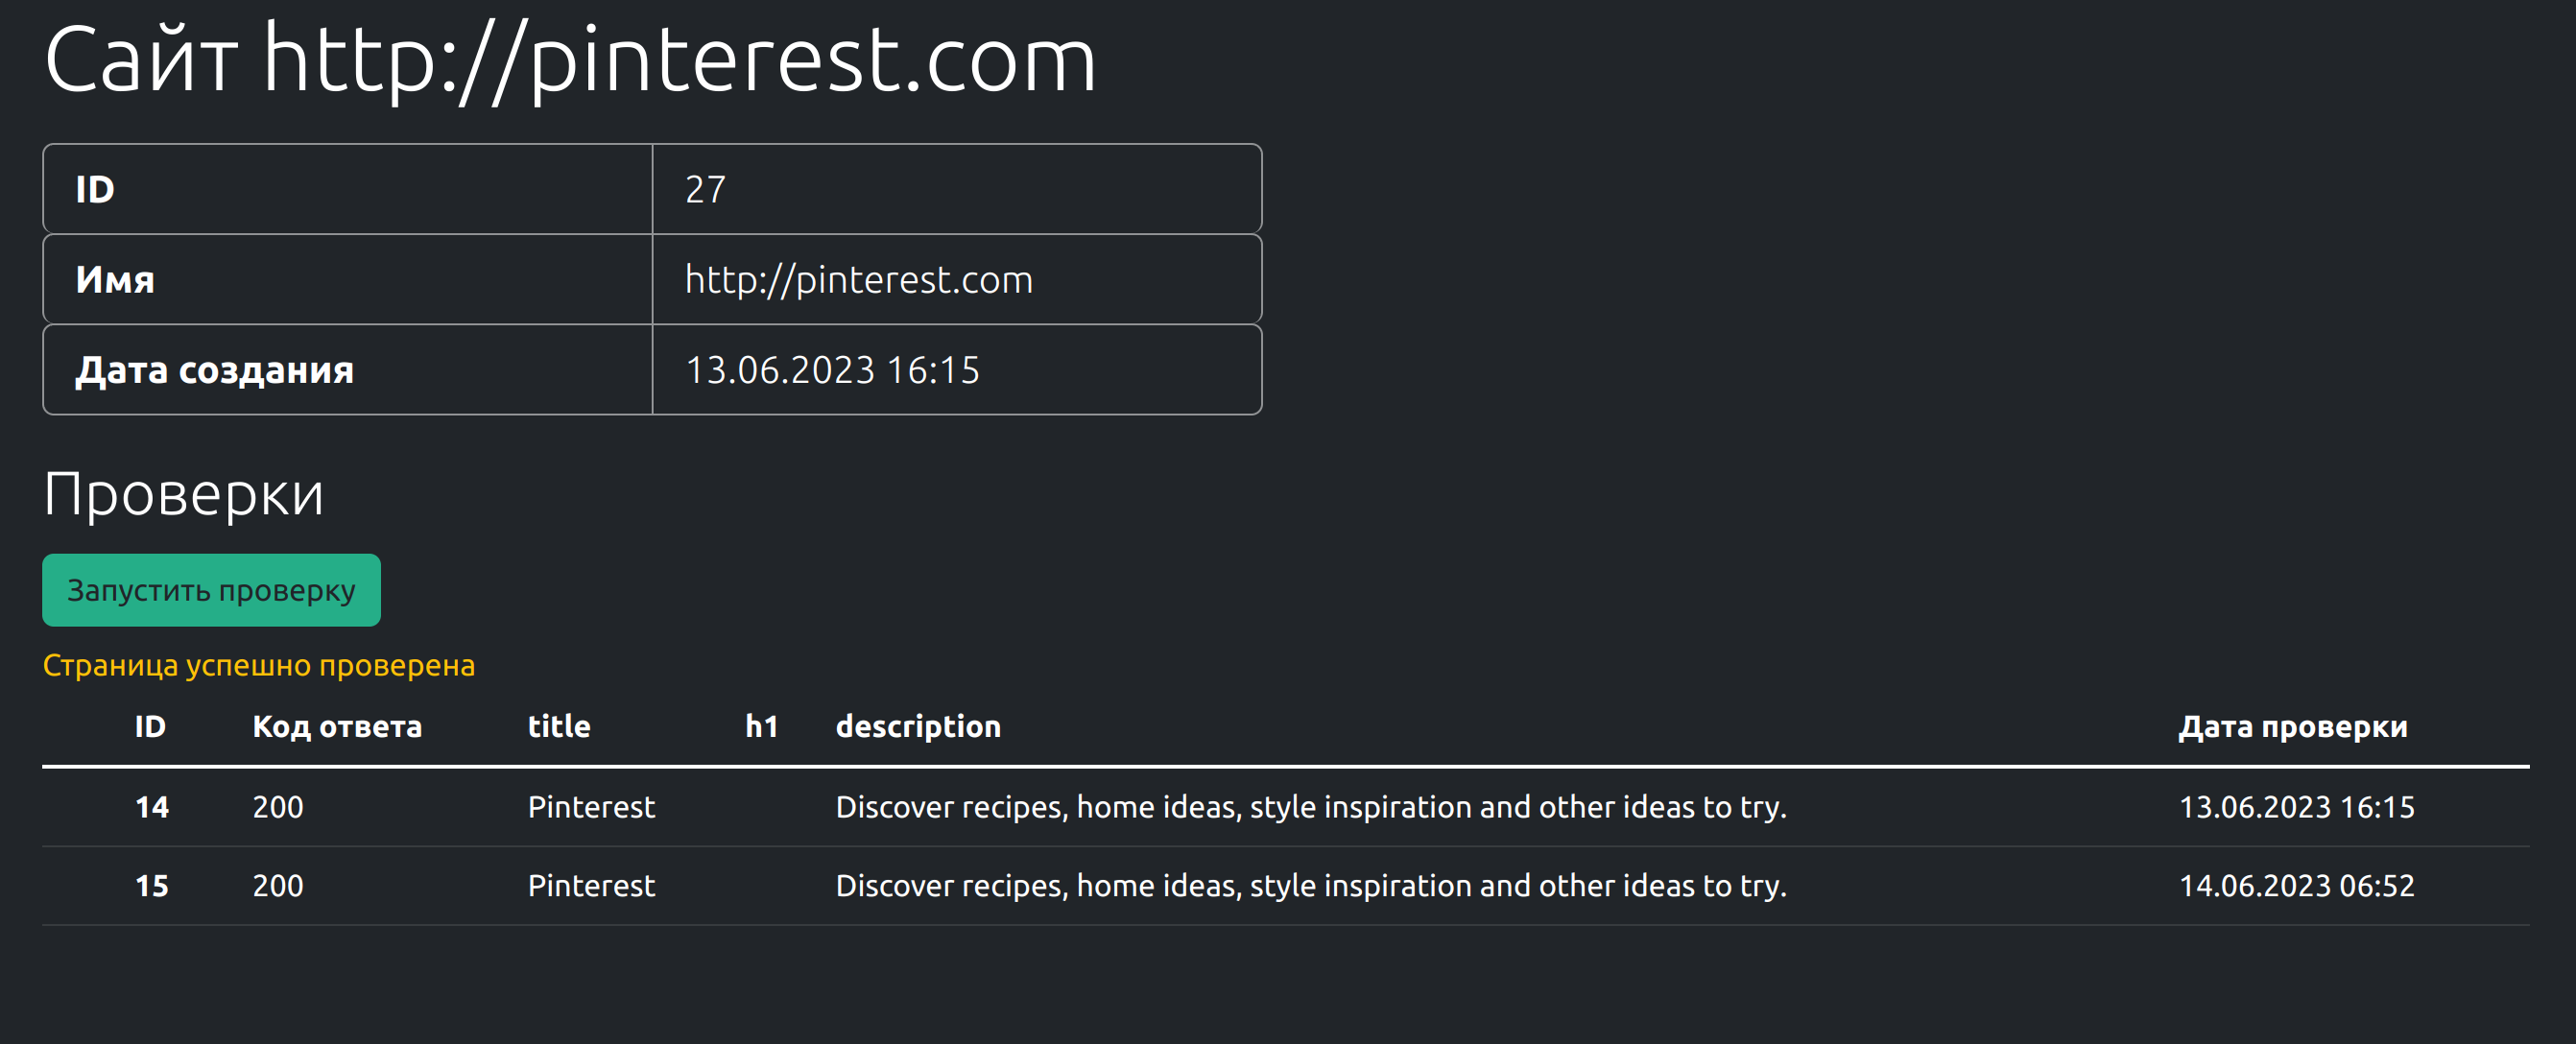 Сайт http://pinterest.com
ID 27
Имя http://pinterest.com
Дата создания 13.06.2023 16:15
Проверки
Запустить проверку
Страница успешно проверена
ID Код ответа title h1 description Дата проверки
14 200 Pinterest Discover recipes, home ideas, style inspiration and other ideas to try. 13.06.2023 16:15
15 200 Pinterest Discover recipes, home ideas, style inspiration and other ideas to try. 14.06.2023 06:52